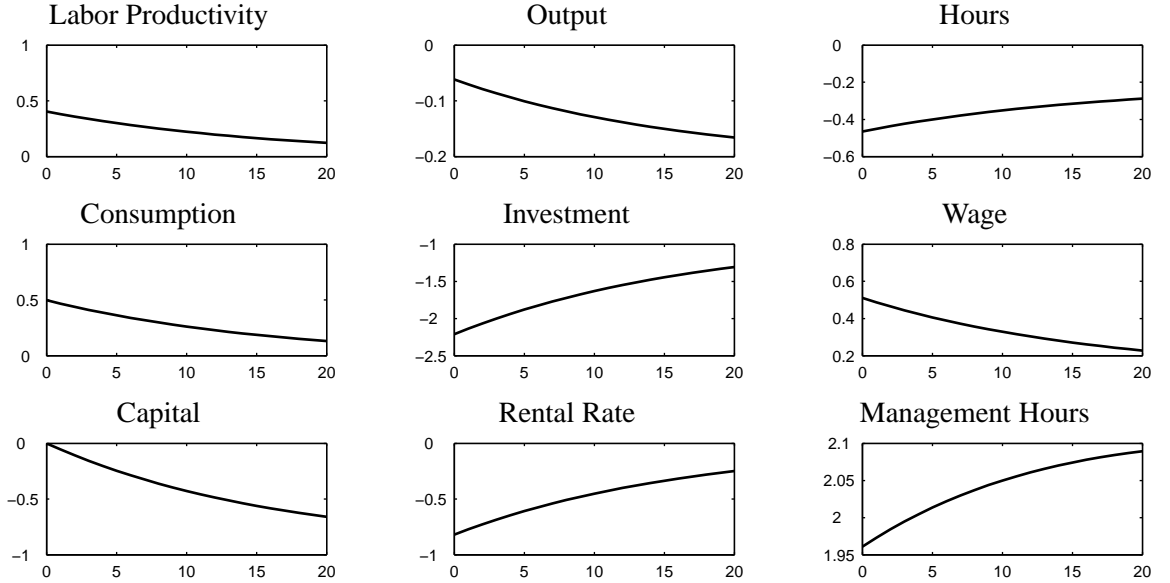 Labor Productivity Output Hours
1 0 0
–0.2
0.5 –0.1
–0.4
0 –0.2 –0.6
0 5 10 15 20 0 5 10 15 20 0 5 10 15 20
Consumption Investment Wage
1 –1 0.8
–1.5 0.6
0.5 –2 0.4
0 –2.5 0.2
0 5 10 15 20 0 5 10 15 20 0 5 10 15 20
Capital Rental Rate Management Hours
0 0 2.1
2.05
–0.5 –0.5
2
–1 –1 1.95
0 5 10 15 20 0 5 10 15 20 0 5 10 15 20